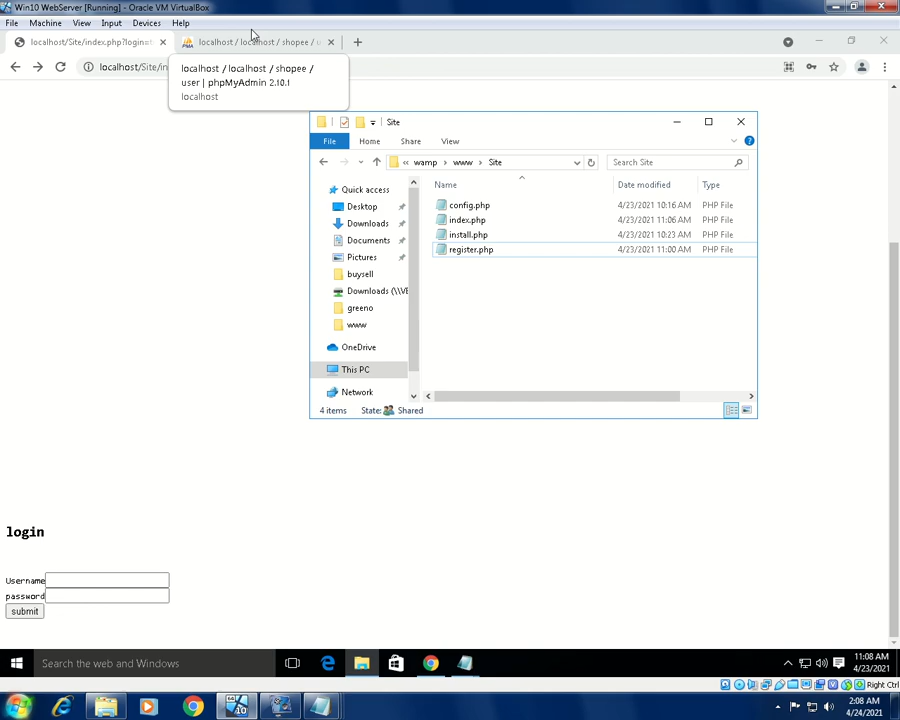 Win10 WebServer [Running] - Oracle VM VirtualBox
File Machine View Input Devices Help
localhost/Site/index.php?login=
localhost / localhost / shopee / u
localhost/Site/in
localhost / localhost / shopee /
user | phpMyAdmin 2.10.1
localhost
Site
File Home Share View
« wamp › www › Site
Search Site
Quick access
Desktop
Downloads
Documents
Pictures
buysell
Downloads (\\VB
greeno
www
OneDrive
This PC
Network
Name Date modified Type
config.php 4/23/2021 10:16 AM PHP File
index.php 4/23/2021 11:06 AM PHP File
install.php 4/23/2021 10:23 AM PHP File
register.php 4/23/2021 11:00 AM PHP File
4 items State: Shared
login
Username
password
submit
Search the web and Windows
11:08 AM
4/23/2021
Right Ctrl
2:08 AM
4/24/2021